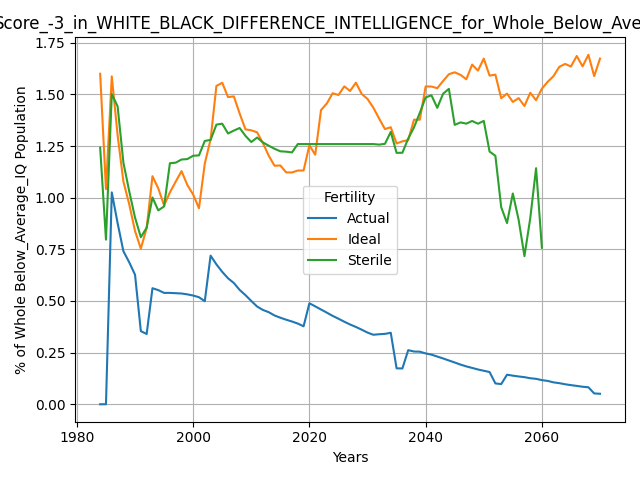 Score_-3_in_WHITE_BLACK_DIFFERENCE_INTELLIGENCE_for_Whole_Below_Ave
% of Whole Below_Average_IQ Population
1.75
1.50
1.25
1.00
0.75
0.50
0.25
0.00
Fertility
Actual
Ideal
Sterile
1980
2000
2020
2040
2060
Years